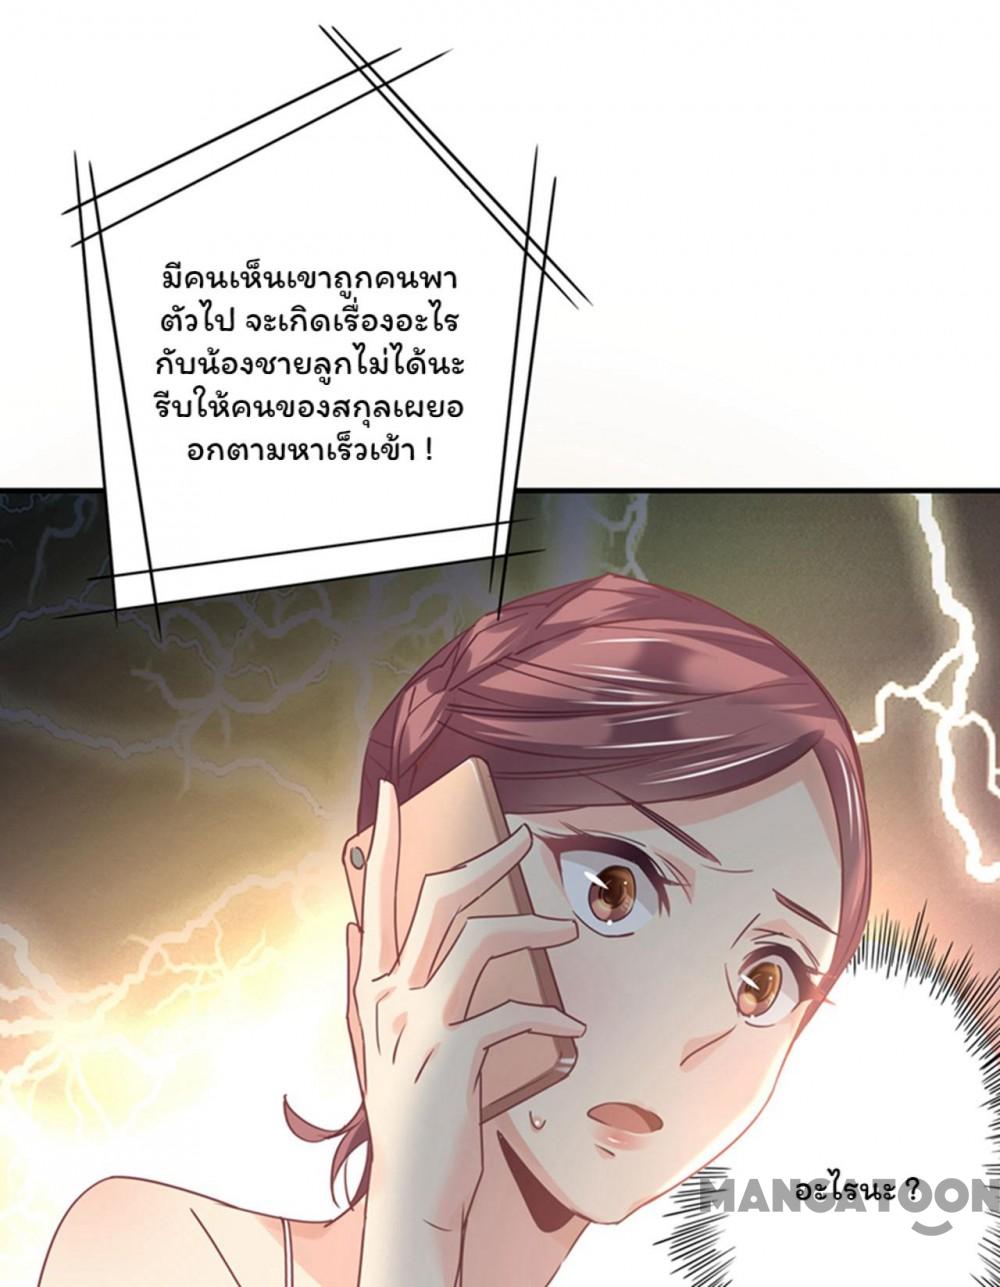 มีคนเห็นเขาถูกคนพา
ตัวไป จะเกิดเรื่องอะไร
กับน้องชายลูกไม่ได้นะ
รีบให้คนของสกุลเผยอ
อกตามหาเร็วเข้า !
อะไรนะ ?
MANGATOON